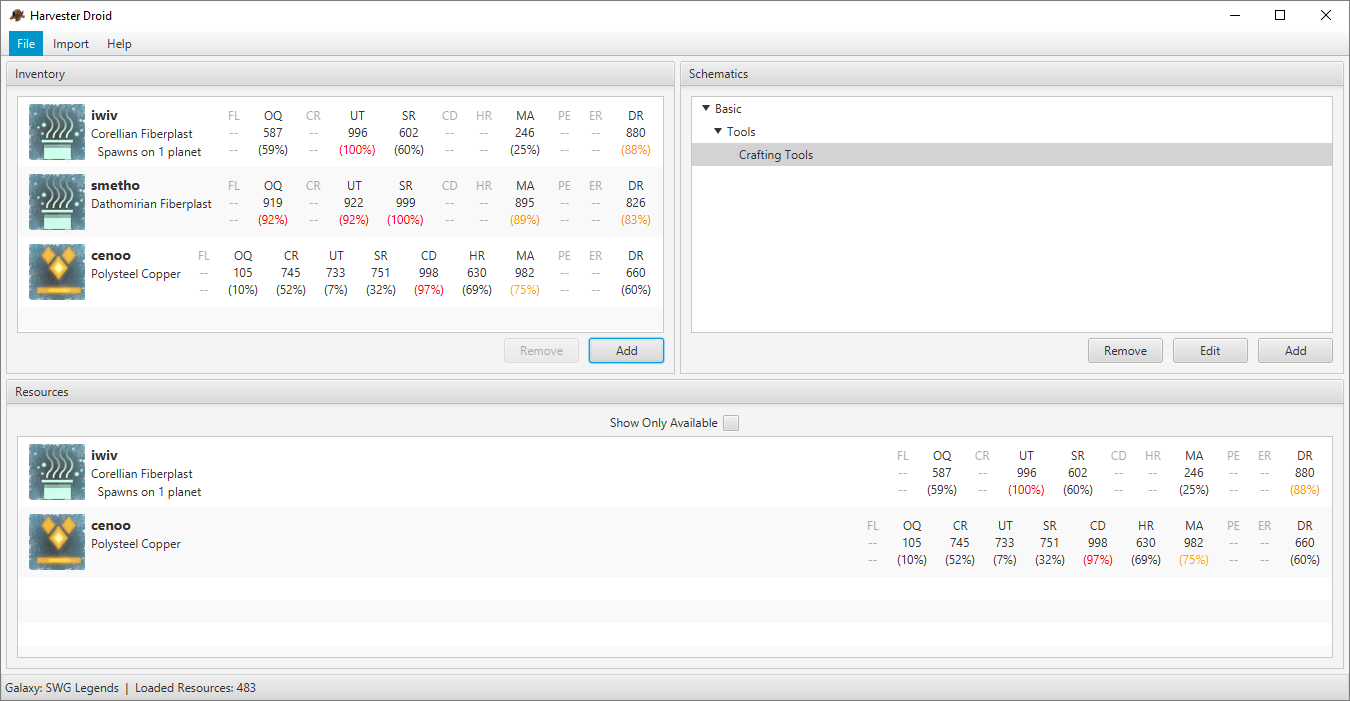 Harvester Droid
File Import Help
Inventory
iwiv FL OQ CR UT SR CD HR MA PE ER DR
Corellian Fiberplast -- 587 -- 996 602 -- -- 246 -- -- 880
Spawns on 1 planet -- (59%) -- (100%) (60%) -- -- (25%) -- -- (88%)
smetho FL OQ CR UT SR CD HR MA PE ER DR
Dathomirian Fiberplast -- 919 -- 922 999 -- -- 895 -- -- 826
-- (92%) -- (92%) (100%) -- -- (89%) -- -- (83%)
cenoo FL OQ CR UT SR CD HR MA PE ER DR
Polysteel Copper -- 105 745 733 751 998 630 982 -- -- 660
-- (10%) (52%) (7%) (32%) (97%) (69%) (75%) -- -- (60%)
Remove Add
Schematics
Basic
Tools
Crafting Tools
Remove Edit Add
Resources
Show Only Available
iwiv FL OQ CR UT SR CD HR MA PE ER DR
Corellian Fiberplast -- 587 -- 996 602 -- -- 246 -- -- 880
Spawns on 1 planet -- (59%) -- (100%) (60%) -- -- (25%) -- -- (88%)
cenoo FL OQ CR UT SR CD HR MA PE ER DR
Polysteel Copper -- 105 745 733 751 998 630 982 -- -- 660
-- (10%) (52%) (7%) (32%) (97%) (69%) (75%) -- -- (60%)
Galaxy: SWG Legends | Loaded Resources: 483